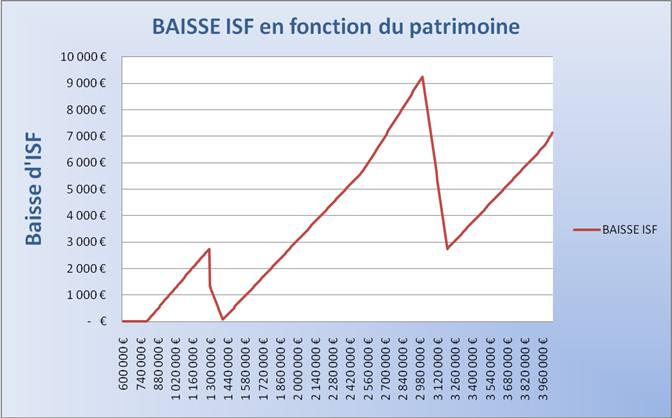 BAISSE ISF en fonction du patrimoine
Baisse d'ISF
10 000 €
9 000 €
8 000 €
7 000 €
6 000 €
5 000 €
4 000 €
3 000 €
2 000 €
1 000 €
- €
600 000 €
740 000 €
880 000 €
1 020 000 €
1 160 000 €
1 300 000 €
1 440 000 €
1 580 000 €
1 720 000 €
1 860 000 €
2 000 000 €
2 140 000 €
2 280 000 €
2 420 000 €
2 560 000 €
2 700 000 €
2 840 000 €
2 980 000 €
3 120 000 €
3 260 000 €
3 400 000 €
3 540 000 €
3 680 000 €
3 820 000 €
3 960 000 €
BAISSE ISF